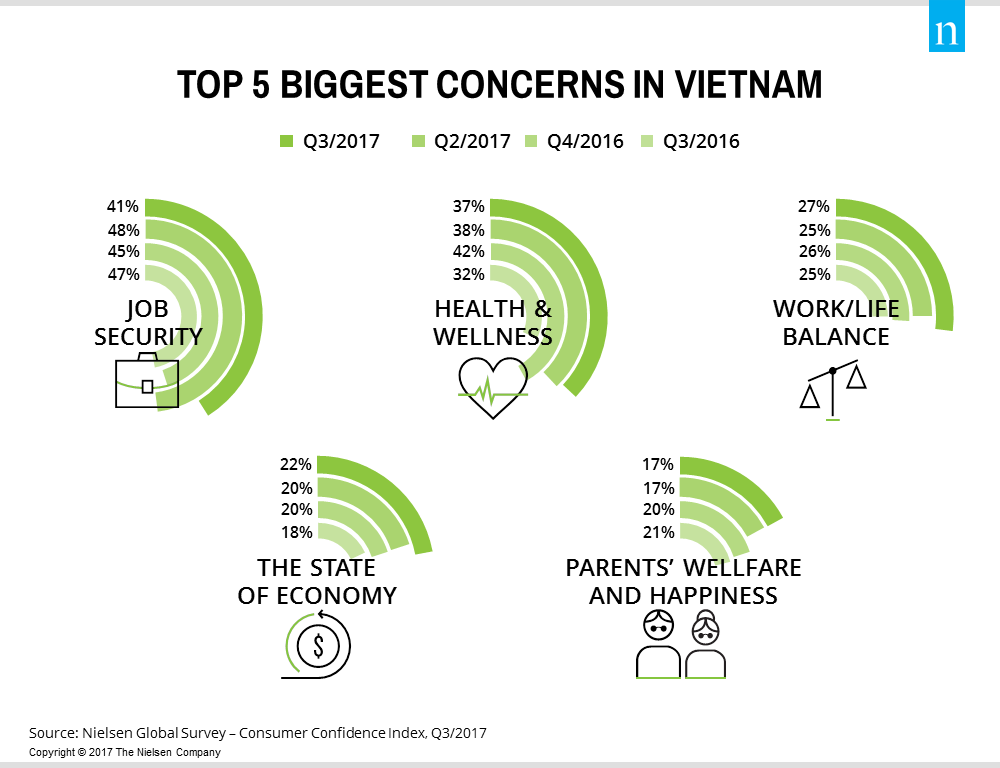 n
TOP 5 BIGGEST CONCERNS IN VIETNAM
Q3/2017 Q2/2017 Q4/2016 Q3/2016
41%
48%
45%
47%
JOB
SECURITY
37%
38%
42%
32%
HEALTH &
WELLNESS
27%
25%
26%
25%
WORK/LIFE
BALANCE
22%
20%
20%
18%
THE STATE
OF ECONOMY
$
17%
17%
20%
21%
PARENTS’ WELLFARE
AND HAPPINESS
Source: Nielsen Global Survey – Consumer Confidence Index, Q3/2017
Copyright © 2017 The Nielsen Company